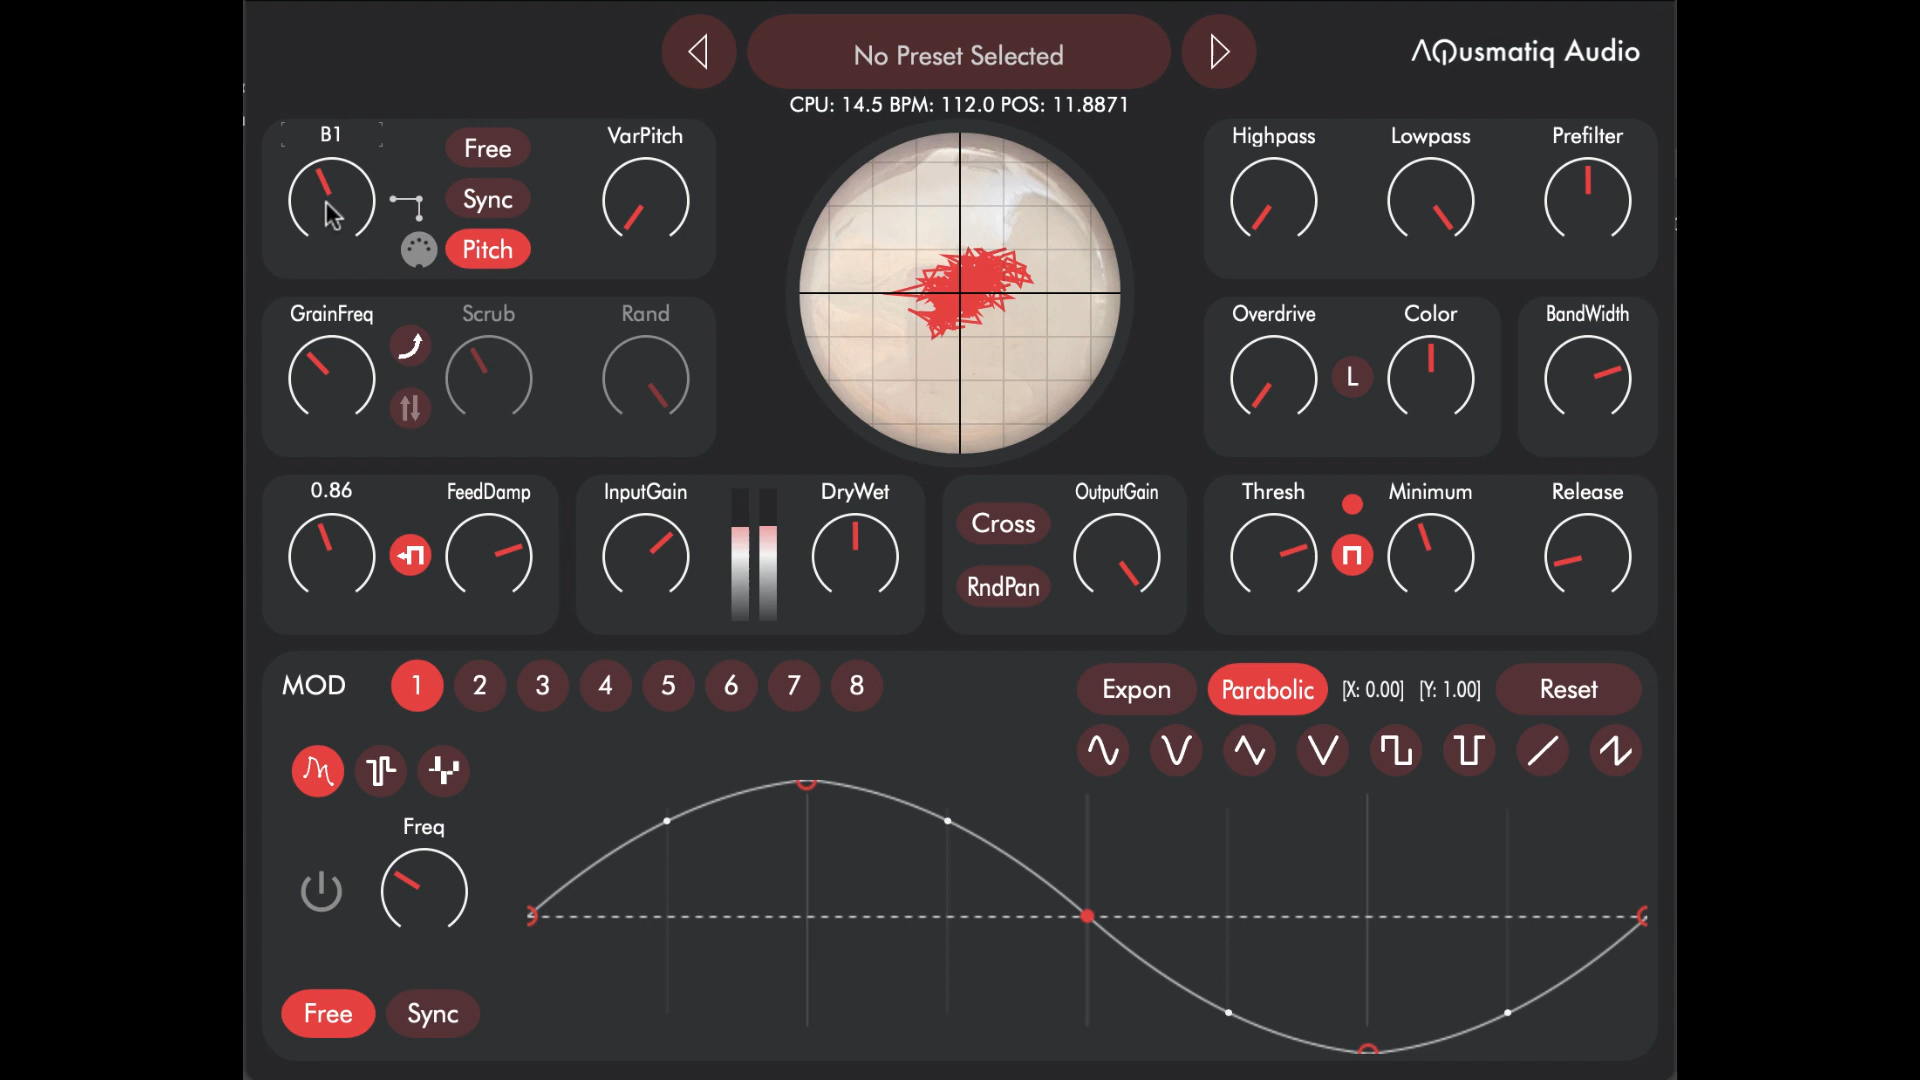 No Preset Selected
ΛQusmatiq Audio
CPU: 14.5 BPM: 112.0 POS: 11.8871
B1
Free
VarPitch
Sync
Pitch
Highpass
Lowpass
Prefilter
GrainFreq
Scrub
Rand
Overdrive
L
Color
BandWidth
0.86
FeedDamp
InputGain
DryWet
Cross
RndPan
OutputGain
Thresh
Minimum
Release
MOD
1
2
3
4
5
6
7
8
Expon
Parabolic
[X: 0.00]
[Y: 1.00]
Reset
Freq
Free
Sync